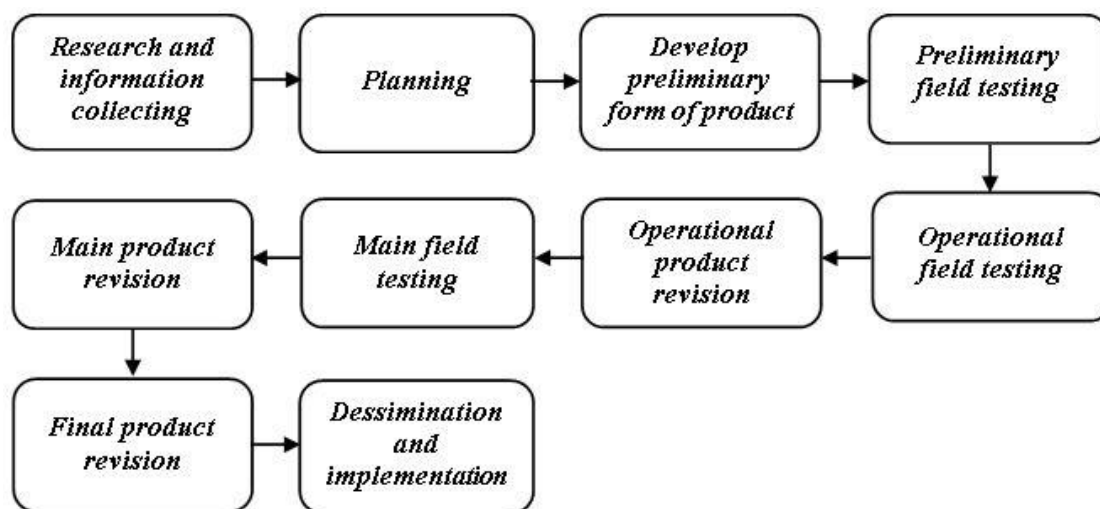 Research and
information
collecting
Planning
Develop
preliminary
form of product
Preliminary
field testing
Operational
field testing
Operational
product
revision
Main field
testing
Main product
revision
Final product
revision
Dessimination
and
implementation